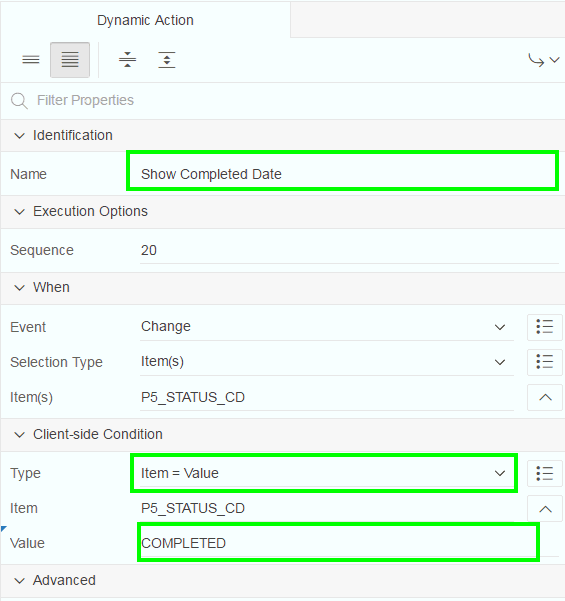 Dynamic Action
Filter Properties
Identification
Name Show Completed Date
Execution Options
Sequence 20
When
Event Change
Selection Type Item(s)
Item(s) P5_STATUS_CD
Client-side Condition
Type Item = Value
Item P5_STATUS_CD
Value COMPLETED
Advanced